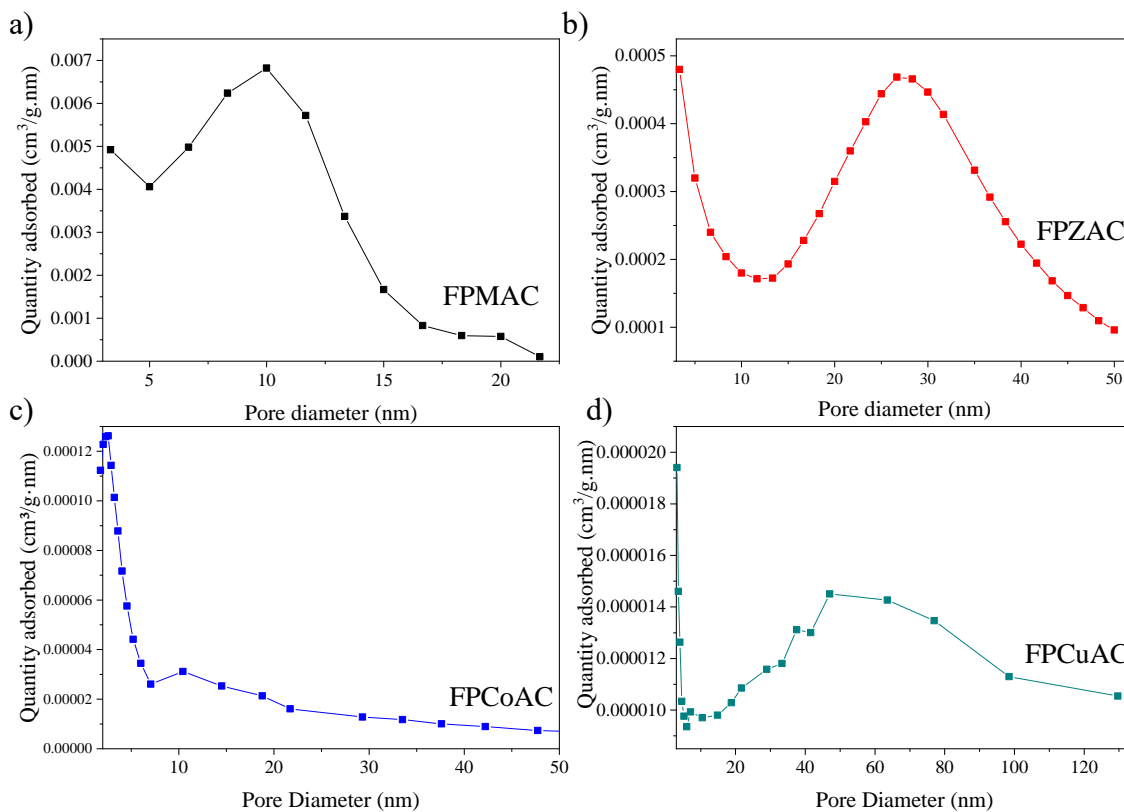 a)
Quantity adsorbed (cm³/g.nm)
0.007
0.006
0.005
0.004
0.003
0.002
0.001
0.000
FPMAC
5
10
15
20
Pore diameter (nm)
b)
Quantity adsorbed (cm³/g.nm)
0.0005
0.0004
0.0003
0.0002
0.0001
FPZAC
10
20
30
40
50
Pore diameter (nm)
c)
Quantity adsorbed (cm³/g·nm)
0.00012
0.00010
0.00008
0.00006
0.00004
0.00002
0.00000
FPCoAC
10
20
30
40
50
Pore Diameter (nm)
d)
Quantity adsorbed (cm³/g.nm)
0.000020
0.000018
0.000016
0.000014
0.000012
0.000010
FPCuAC
20
40
60
80
100
120
Pore Diameter (nm)